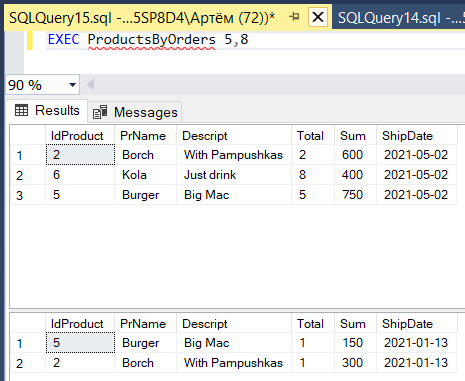 SQLQuery15.sql -...5SP8D4\Артём (72))* SQLQuery14.sql -...5
EXEC ProductsByOrders 5,8
90 %
Results Messages
IdProduct PrName Descript Total Sum ShipDate
1 2 Borch With Pampushkas 2 600 2021-05-02
2 6 Kola Just drink 8 400 2021-05-02
3 5 Burger Big Mac 5 750 2021-05-02
IdProduct PrName Descript Total Sum ShipDate
1 5 Burger Big Mac 1 150 2021-01-13
2 2 Borch With Pampushkas 1 300 2021-01-13